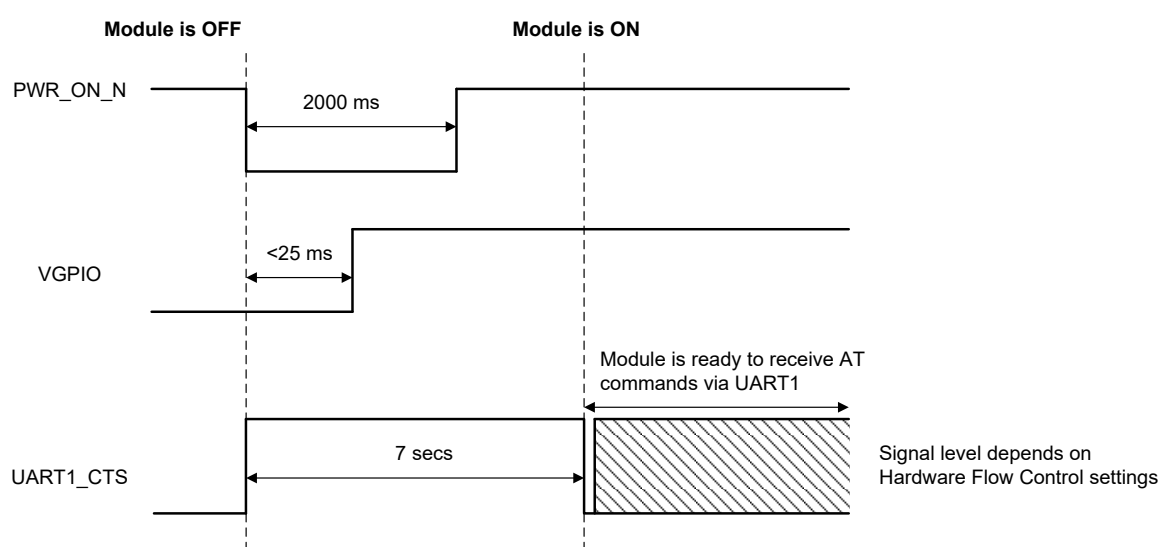 Module is OFF
Module is ON
PWR_ON_N
2000 ms
<25 ms
VGPIO
Module is ready to receive AT
commands via UART1
7 secs
UART1_CTS
Signal level depends on
Hardware Flow Control settings